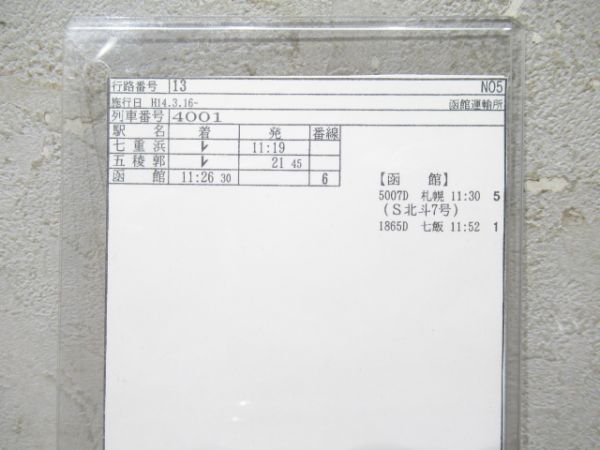 行路番号 13 NO5
施行日 H14.3.16~ 函館運輸所
列車番号 4001
駅名 着 発 番線
七重浜 レ 11:19
五稜郭 レ 21 45
函館 11:26 30 6
【函館】
5007D 札幌 11:30 5
(S北斗7号)
1865D 七飯 11:52 1